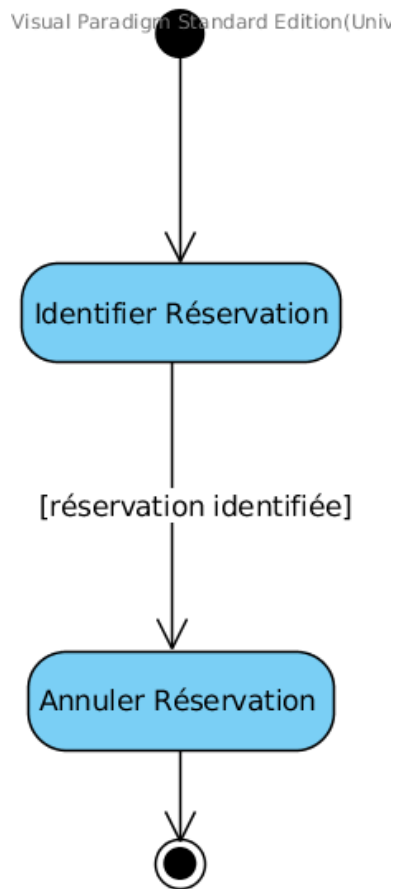 Visual Paradigm Standard Edition(Univ
Identifier Réservation
[réservation identifiée]
Annuler Réservation